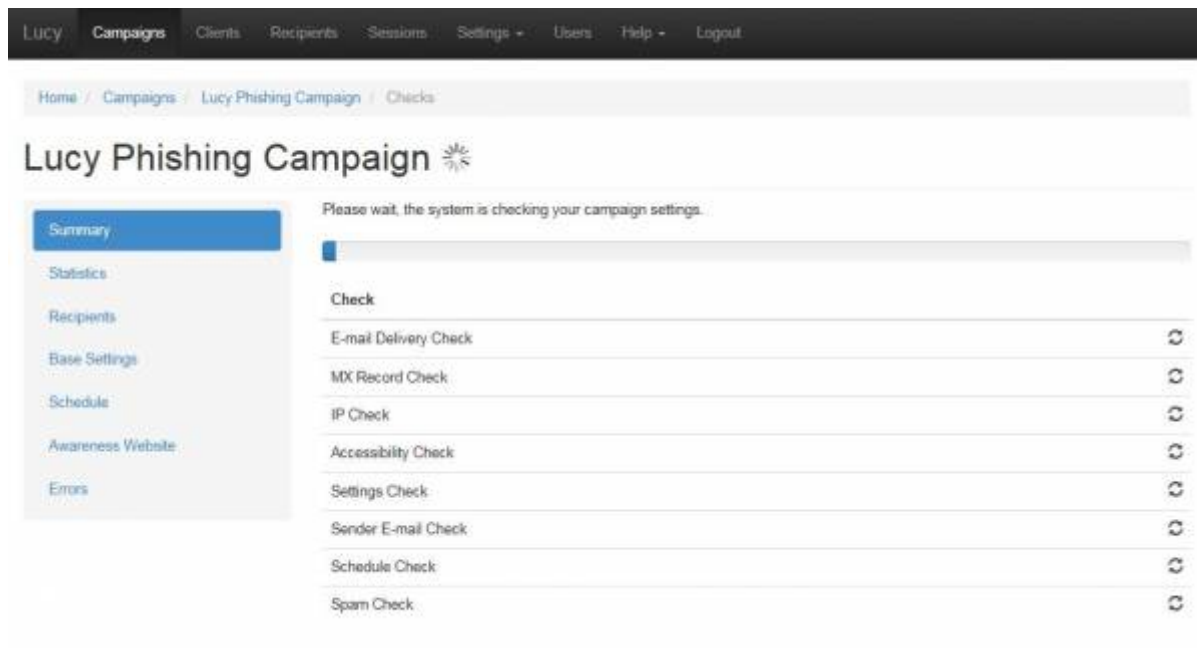 Lucy Campaigns Clients Recipients Sessions Settings Users Help Logout
Home / Campaigns / Lucy Phishing Campaign / Checks
Lucy Phishing Campaign
Summary
Statistics
Recipients
Base Settings
Schedule
Awareness Website
Errors
Please wait, the system is checking your campaign settings.
Check
E-mail Delivery Check
MX Record Check
IP Check
Accessibility Check
Settings Check
Sender E-mail Check
Schedule Check
Spam Check